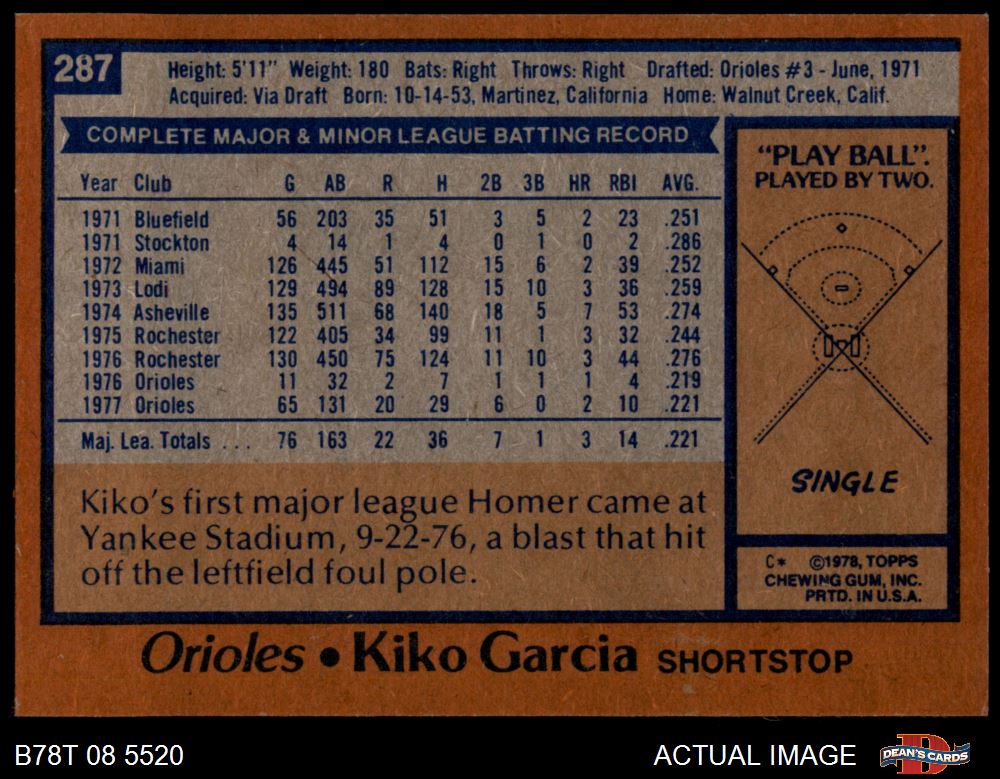 287
Height: 5'11" Weight: 180 Bats: Right Throws: Right Drafted: Orioles #3 - June, 1971
Acquired: Via Draft Born: 10-14-53, Martinez, California Home: Walnut Creek, Calif.
COMPLETE MAJOR & MINOR LEAGUE BATTING RECORD
Year Club G AB R H 2B 3B HR RBI AVG.
1971 Bluefield 56 203 35 51 3 5 2 23 .251
1971 Stockton 4 14 1 4 0 1 0 2 .286
1972 Miami 126 445 51 112 15 6 2 39 .252
1973 Lodi 129 494 89 128 15 10 3 36 .259
1974 Asheville 135 511 68 140 18 5 7 53 .274
1975 Rochester 122 405 34 99 11 1 3 32 .244
1976 Rochester 130 450 75 124 11 10 3 44 .276
1976 Orioles 11 32 2 7 1 1 1 4 .219
1977 Orioles 65 131 20 29 6 0 2 10 .221
Maj. Lea. Totals ... 76 163 22 36 7 1 3 14 .221
Kiko's first major league Homer came at
Yankee Stadium, 9-22-76, a blast that hit
off the leftfield foul pole.
"PLAY BALL".
PLAYED BY TWO.
SINGLE
C* ©1978, TOPPS
CHEWING GUM, INC.
PRTD. IN U.S.A.
Orioles • Kiko Garcia SHORTSTOP
B78T 08 5520
ACTUAL IMAGE
DEAN'S CARDS